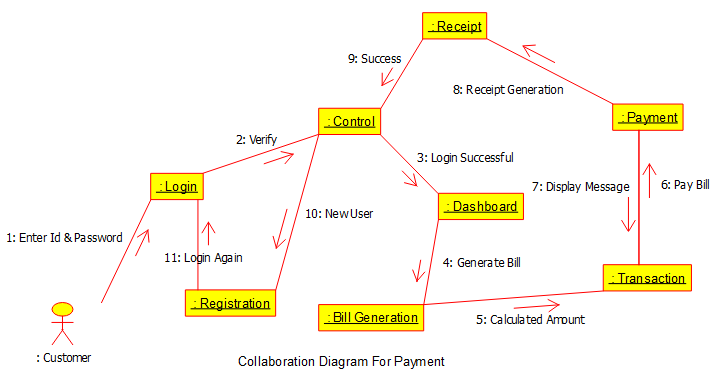 : Receipt
9: Success
8: Receipt Generation
: Control
: Payment
2: Verify
3: Login Successful
: Login
7: Display Message
6: Pay Bill
: Dashboard
10: New User
1: Enter Id & Password
11: Login Again
4: Generate Bill
: Transaction
: Registration
: Bill Generation
5: Calculated Amount
: Customer
Collaboration Diagram For Payment